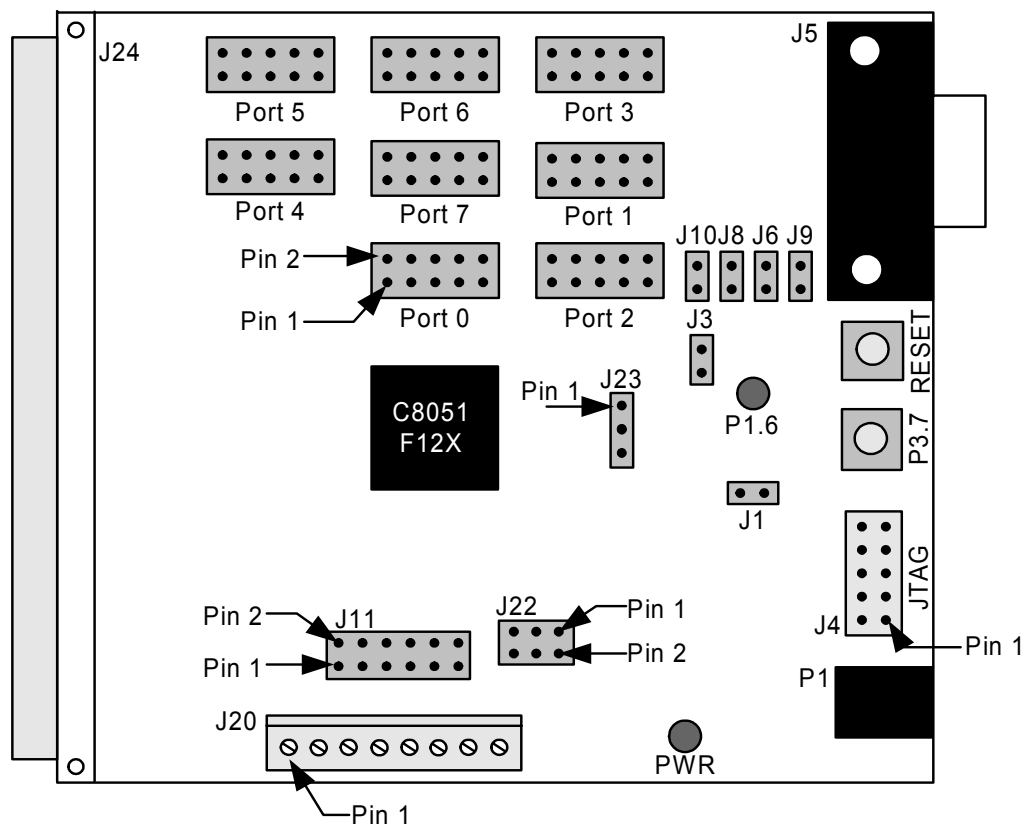 J24
J5
Port 5
Port 6
Port 3
Port 4
Port 7
Port 1
J10
J8
J6
J9
Pin 2
Pin 1
Port 0
Port 2
J3
RESET
C8051
F12X
Pin 1
J23
P1.6
P3.7
J1
JTAG
J4
Pin 1
Pin 2
J11
Pin 1
J22
Pin 1
Pin 2
P1
J20
PWR
Pin 1